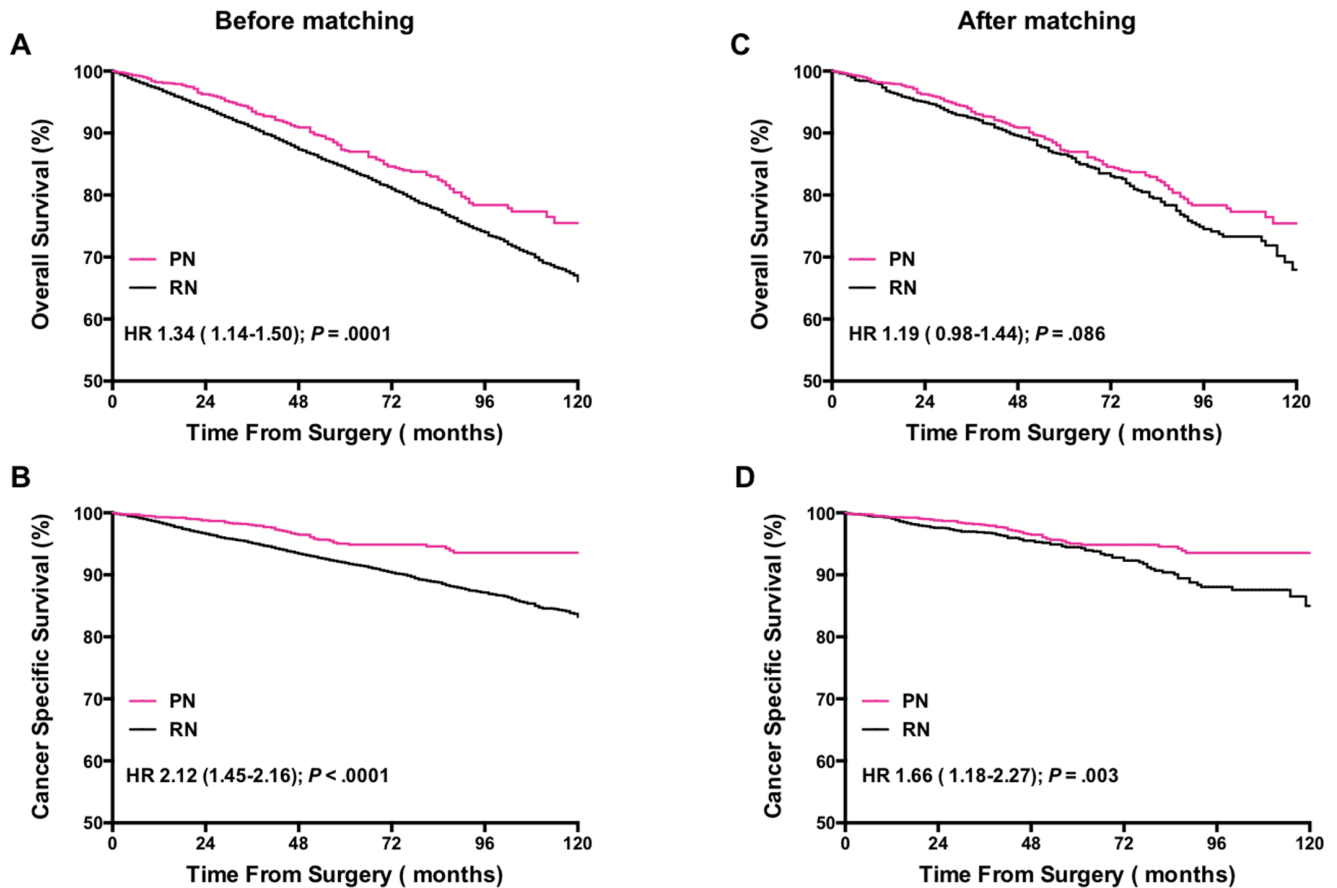 Before matching
After matching
A
100
90
80
70
60
50
Overall Survival (%)
PN
RN
HR 1.34 ( 1.14-1.50); P = .0001
0 24 48 72 96 120
Time From Surgery ( months)
C
100
90
80
70
60
50
Overall Survival (%)
PN
RN
HR 1.19 ( 0.98-1.44); P = .086
0 24 48 72 96 120
Time From Surgery ( months)
B
100
90
80
70
60
50
Cancer Specific Survival (%)
PN
RN
HR 2.12 (1.45-2.16); P < .0001
0 24 48 72 96 120
Time From Surgery ( months)
D
100
90
80
70
60
50
Cancer Specific Survival (%)
PN
RN
HR 1.66 ( 1.18-2.27); P = .003
0 24 48 72 96 120
Time From Surgery ( months)